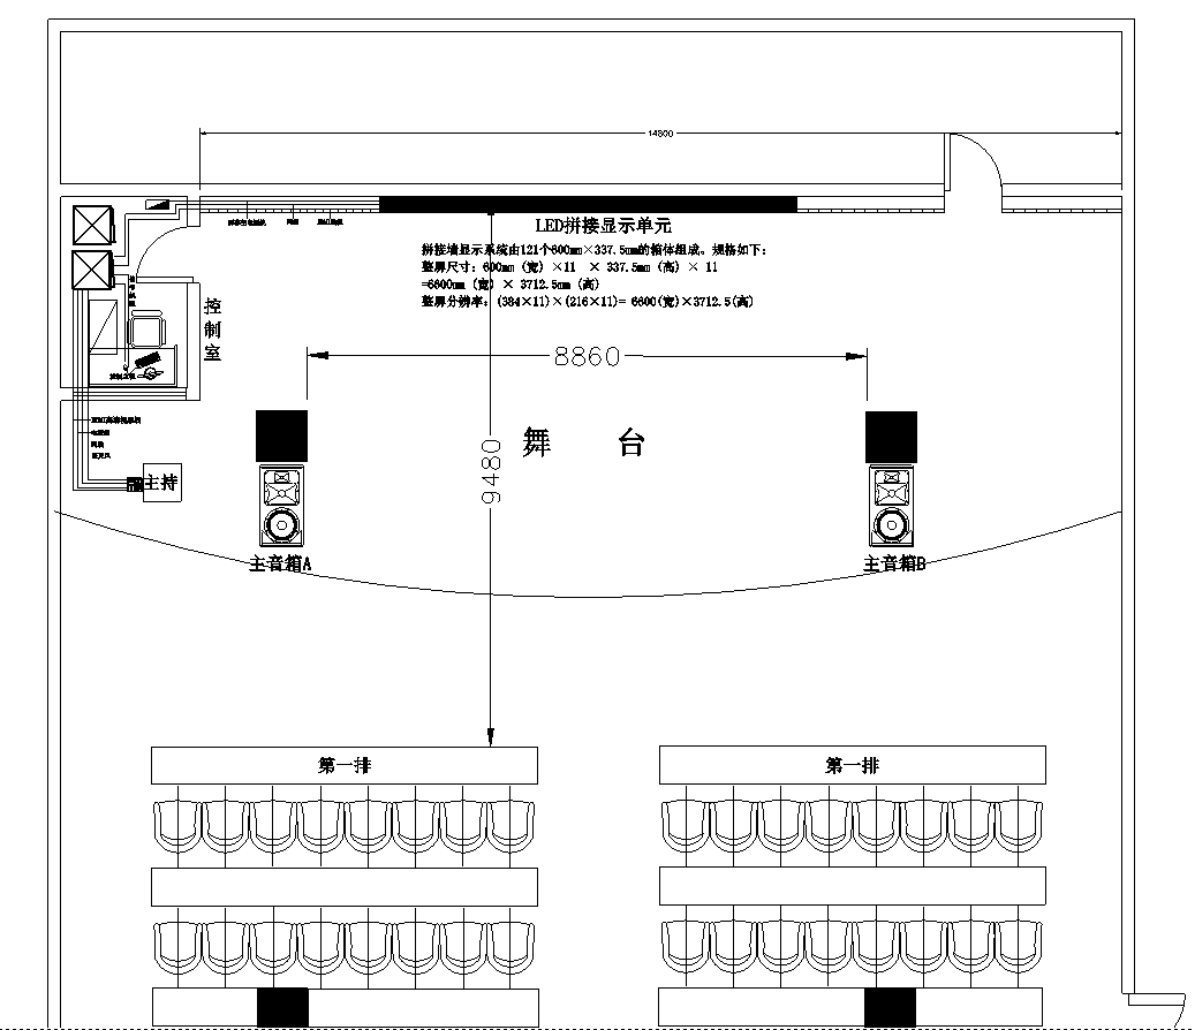 14800
LED拼接显示单元
拼接墙显示系统由121个600mm×337.5mm的箱体组成。规格如下：
整屏尺寸：600mm（宽）×11 × 337.5mm（高）× 11
=6600mm（宽）× 3712.5mm（高）
整屏分辨率：(384×11)×(216×11)= 6600(宽)×3712.5(高)
控制室
8860
舞 台
9480
主持
主音箱A
主音箱B
第一排
第一排